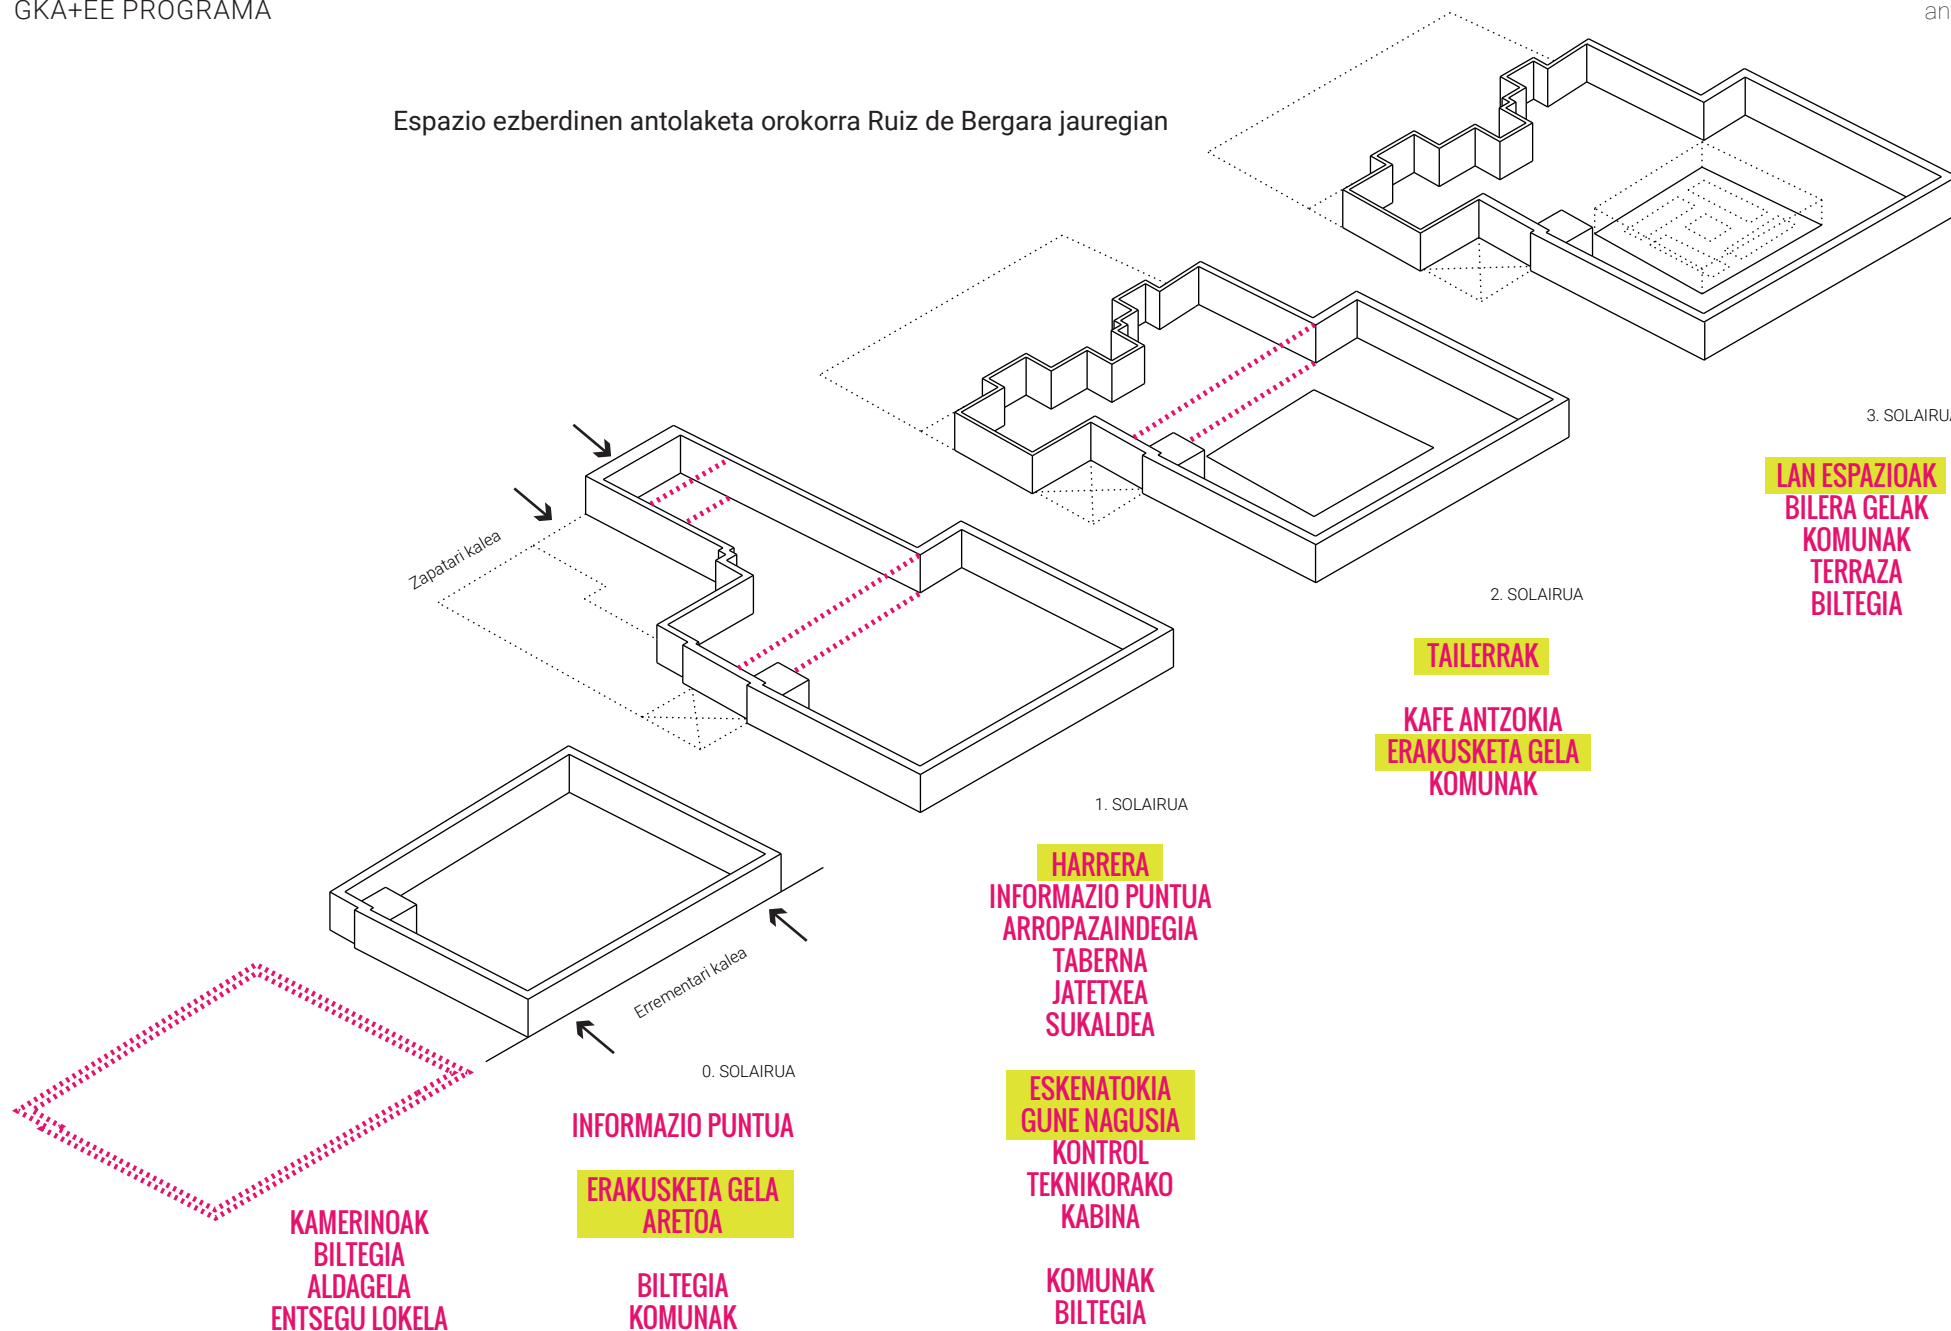 GKA+EE PROGRAMA
an
Espazio ezberdinen antolaketa orokorra Ruiz de Bergara jauregian
Zapatari kalea
Errementari kalea
KAMERINOAK
BILTEGIA
ALDAGELA
ENTSEGU LOKELA
0. SOLAIRUA
INFORMAZIO PUNTUA
ERAKUSKETA GELA
ARETOA
BILTEGIA
KOMUNAK
1. SOLAIRUA
HARRERA
INFORMAZIO PUNTUA
ARROPAZAINDEGIA
TABERNA
JATETXEA
SUKALDEA
ESKENATOKIA
GUNE NAGUSIA
KONTROL
TEKNIKORAKO
KABINA
KOMUNAK
BILTEGIA
2. SOLAIRUA
TAILERRAK
KAFE ANTZOKIA
ERAKUSKETA GELA
KOMUNAK
3. SOLAIRUA
LAN ESPAZIOAK
BILERA GELAK
KOMUNAK
TERRAZA
BILTEGIA